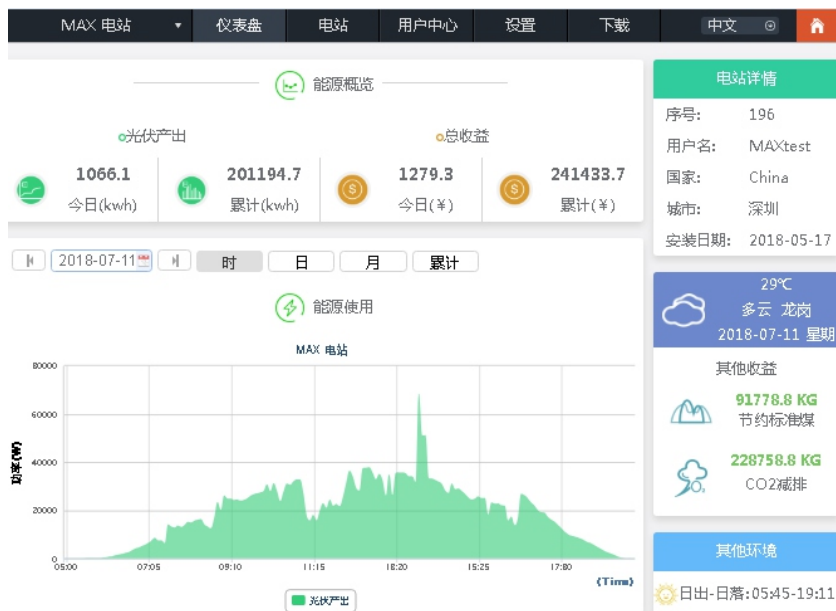 MAX 电站 仪表盘 电站 用户中心 设置 下载 中文
能源概览
光伏产出 总收益
1066.1 201194.7 1279.3 241433.7
今日(kwh) 累计(kwh) 今日(¥) 累计(¥)
2018-07-11 时 日 月 累计
能源使用
MAX 电站
功率(W)
80000
60000
40000
20000
0
05:00 07:05 09:10 11:15 18:20 15:25 17:80
(Time)
光伏产出
电站详情
序号: 196
用户名: MAXtest
国家: China
城市: 深圳
安装日期: 2018-05-17
29℃
多云 龙岗
2018-07-11 星期
其他收益
91778.8 KG
节约标准煤
228758.8 KG
CO2减排
其他环境
日出-日落:05:45-19:11